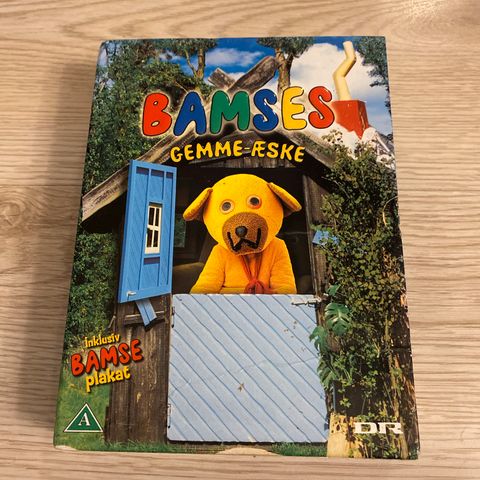 BAMSES
GEMME-ÆSKE
Inklusiv
BAMSE
plakat
A
DR